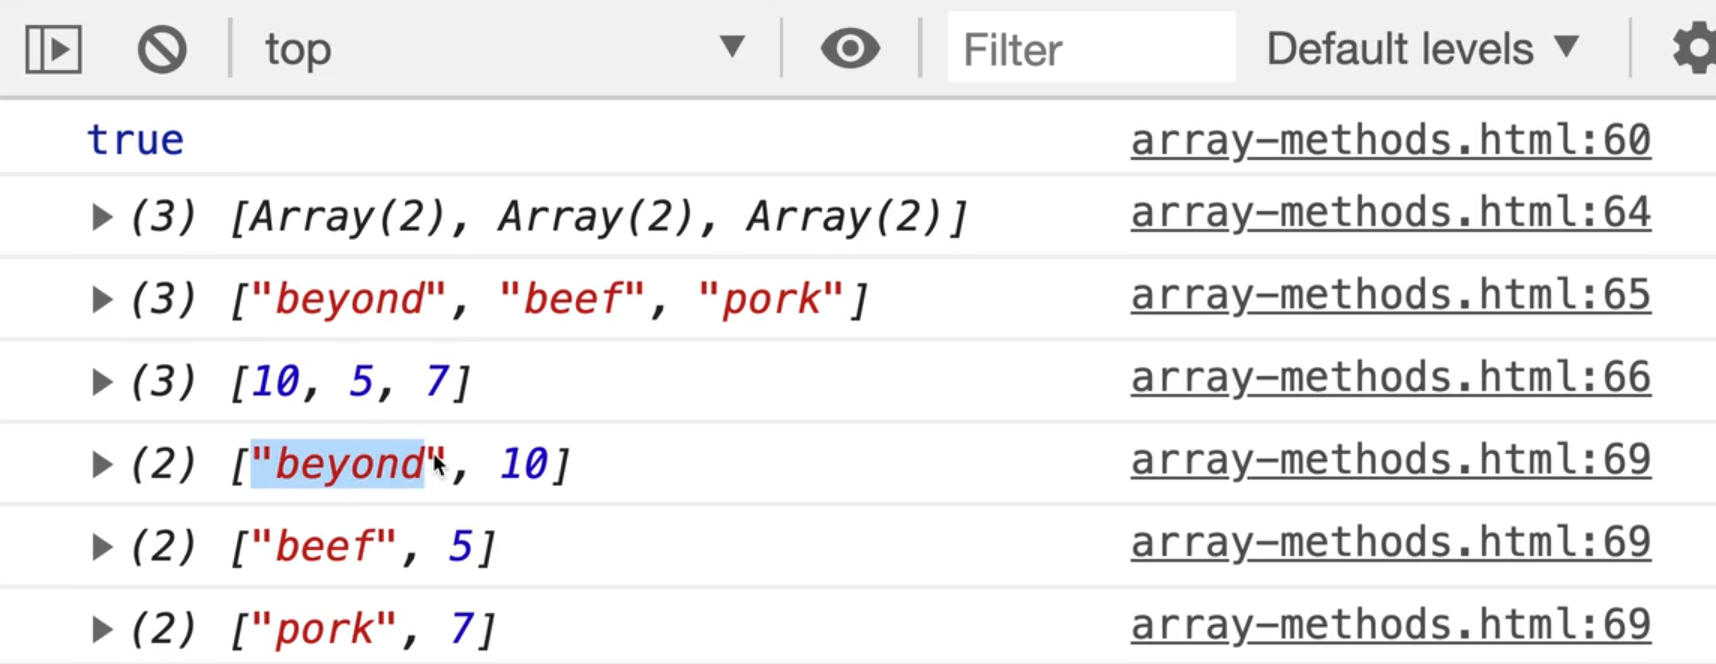 top Filter Default levels
true array-methods.html:60
(3) [Array(2), Array(2), Array(2)] array-methods.html:64
(3) ["beyond", "beef", "pork"] array-methods.html:65
(3) [10, 5, 7] array-methods.html:66
(2) ["beyond", 10] array-methods.html:69
(2) ["beef", 5] array-methods.html:69
(2) ["pork", 7] array-methods.html:69